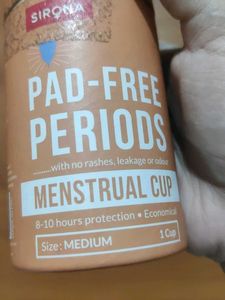 SIRONA
PAD-FREE
PERIODS
..........with no rashes, leakage or odour
MENSTRUAL CUP
8-10 hours protection • Economical
Size: MEDIUM
1 Cup